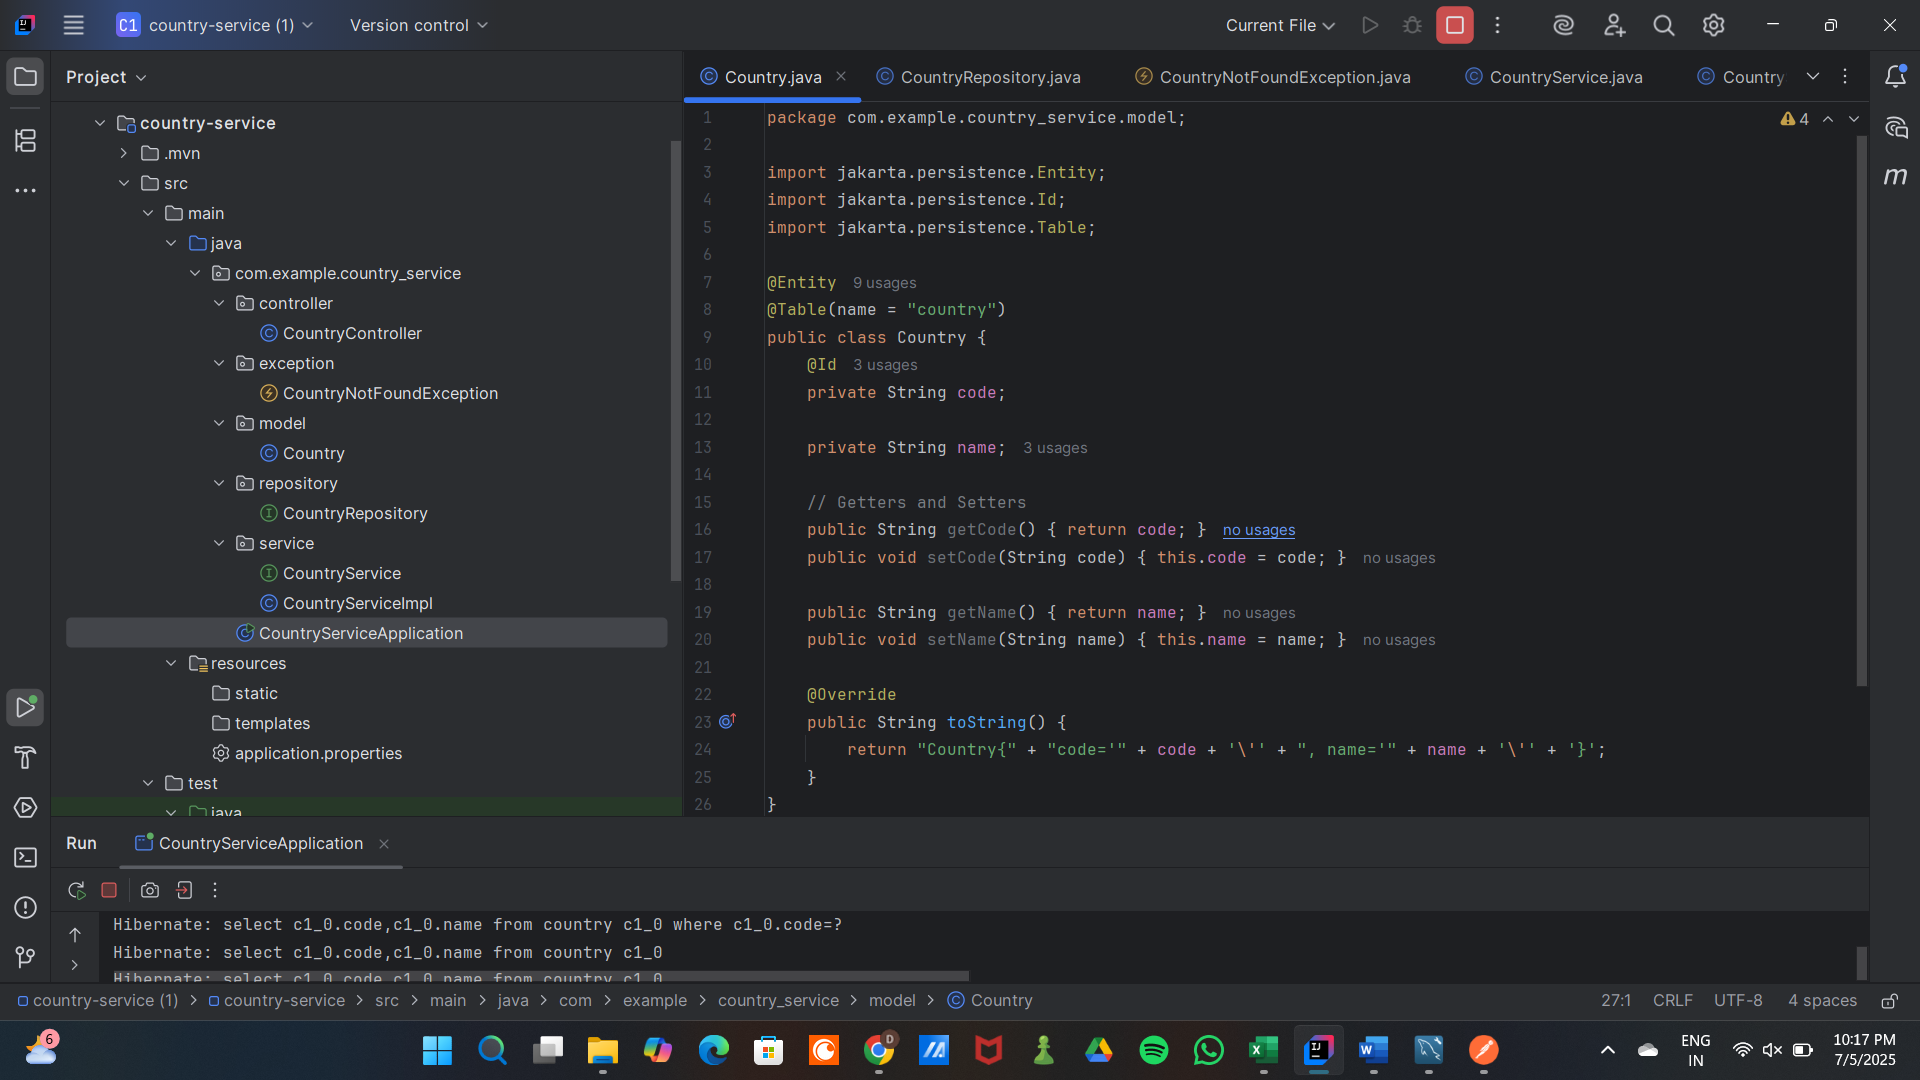 C1 country-service (1) Version control Current File
Project
Country.java CountryRepository.java CountryNotFoundException.java CountryService.java Country
country-service
.mvn
src
main
java
com.example.country_service
controller
CountryController
exception
CountryNotFoundException
model
Country
repository
CountryRepository
service
CountryService
CountryServiceImpl
CountryServiceApplication
resources
static
templates
application.properties
test
java
4
1 package com.example.country_service.model;
2
3 import jakarta.persistence.Entity;
4 import jakarta.persistence.Id;
5 import jakarta.persistence.Table;
6
7 @Entity 9 usages
8 @Table(name = "country")
9 public class Country {
10 @Id 3 usages
11 private String code;
12
13 private String name; 3 usages
14
15 // Getters and Setters
16 public String getCode() { return code; } no usages
17 public void setCode(String code) { this.code = code; } no usages
18
19 public String getName() { return name; } no usages
20 public void setName(String name) { this.name = name; } no usages
21
22 @Override
23 public String toString() {
24 return "Country{" + "code='" + code + '\'' + ", name='" + name + '\'' + '}';
25 }
26 }
m
Run CountryServiceApplication
Hibernate: select c1_0.code,c1_0.name from country c1_0 where c1_0.code=?
Hibernate: select c1_0.code,c1_0.name from country c1_0
Hibernate: select c1_0.code,c1_0.name from country c1_0
country-service (1) > country-service > src > main > java > com > example > country_service > model > Country 27:1 CRLF UTF-8 4 spaces
6
ENG
IN
10:17 PM
7/5/2025